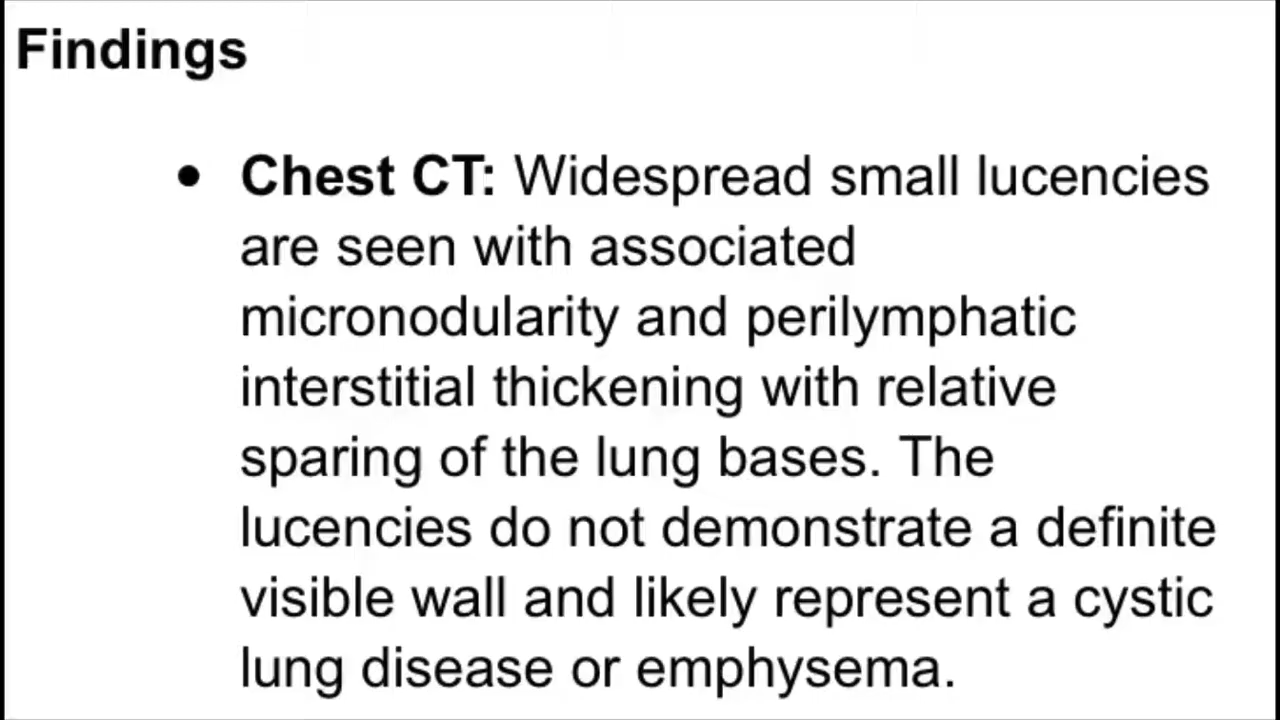 Findings
• Chest CT: Widespread small lucencies
are seen with associated
micronodularity and perilymphatic
interstitial thickening with relative
sparing of the lung bases. The
lucencies do not demonstrate a definite
visible wall and likely represent a cystic
lung disease or emphysema.